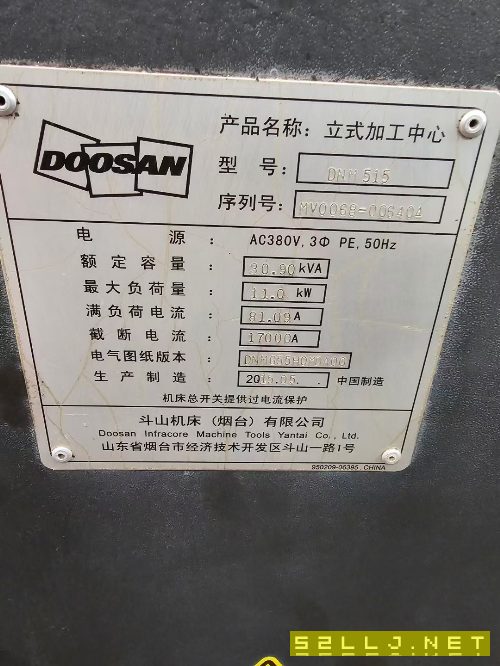 DOOSAN
产品名称: 立式加工中心
型 号: DNM 515
序列号: MV0068-006404
电 源 : AC380V, 3Φ PE, 50Hz
额定容量 : kVA
最大负荷量 : 11.0 kW
满负荷电流 : 81.09A
截断电流 : 17000A
电气图纸版本 :
生产制造 : 2015.05. 中国制造
机床总开关提供过电流保护
斗山机床 (烟台) 有限公司
Doosan Infracore Machine Tools Yantai Co., Ltd.
山东省烟台市经济技术开发区斗山一路1号
950209-06385 CHINA
52LLJ.NET